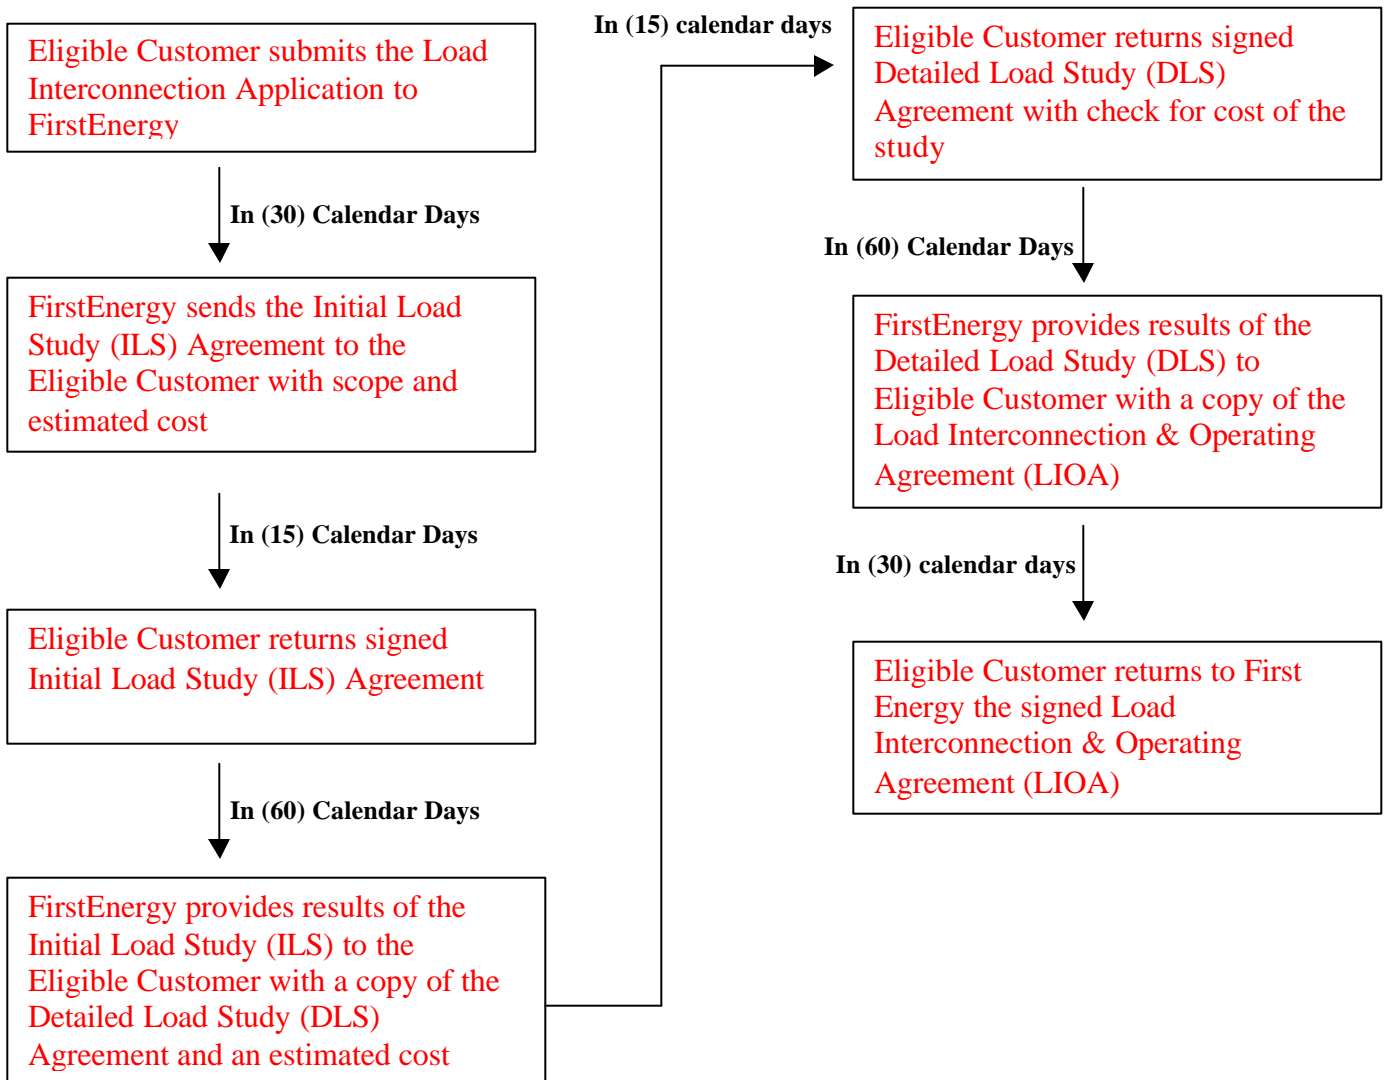 Eligible Customer submits the Load
Interconnection Application to
FirstEnergy
In (30) Calendar Days
FirstEnergy sends the Initial Load
Study (ILS) Agreement to the
Eligible Customer with scope and
estimated cost
In (15) Calendar Days
Eligible Customer returns signed
Initial Load Study (ILS) Agreement
In (60) Calendar Days
FirstEnergy provides results of the
Initial Load Study (ILS) to the
Eligible Customer with a copy of the
Detailed Load Study (DLS)
Agreement and an estimated cost
In (15) calendar days
Eligible Customer returns signed
Detailed Load Study (DLS)
Agreement with check for cost of the
study
In (60) Calendar Days
FirstEnergy provides results of the
Detailed Load Study (DLS) to
Eligible Customer with a copy of the
Load Interconnection & Operating
Agreement (LIOA)
In (30) calendar days
Eligible Customer returns to First
Energy the signed Load
Interconnection & Operating
Agreement (LIOA)